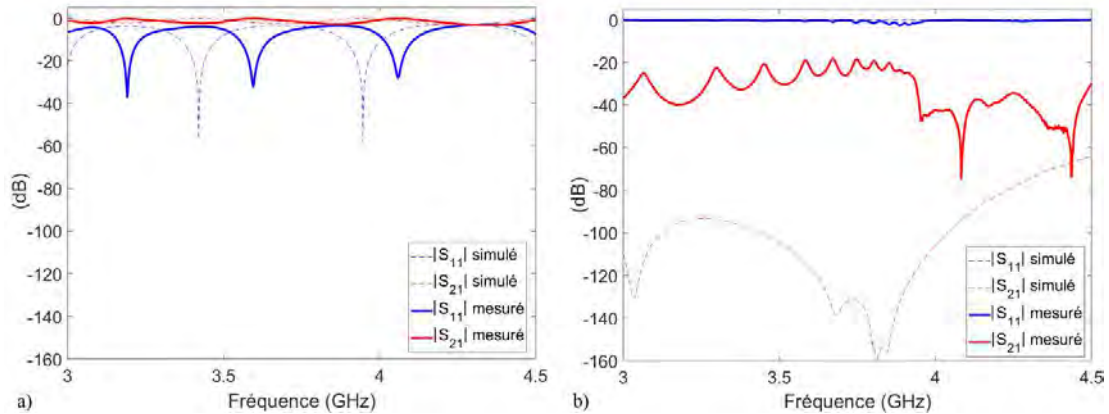 0
-20
-40
-60
-80
-100
-120
-140
-160
(dB)
3
3.5
4
4.5
Fréquence (GHz)
|S11| simulé
|S21| simulé
|S11| mesuré
|S21| mesuré
a)
0
-20
-40
-60
-80
-100
-120
-140
-160
(dB)
3
3.5
4
4.5
Fréquence (GHz)
|S11| simulé
|S21| simulé
|S11| mesuré
|S21| mesuré
b)